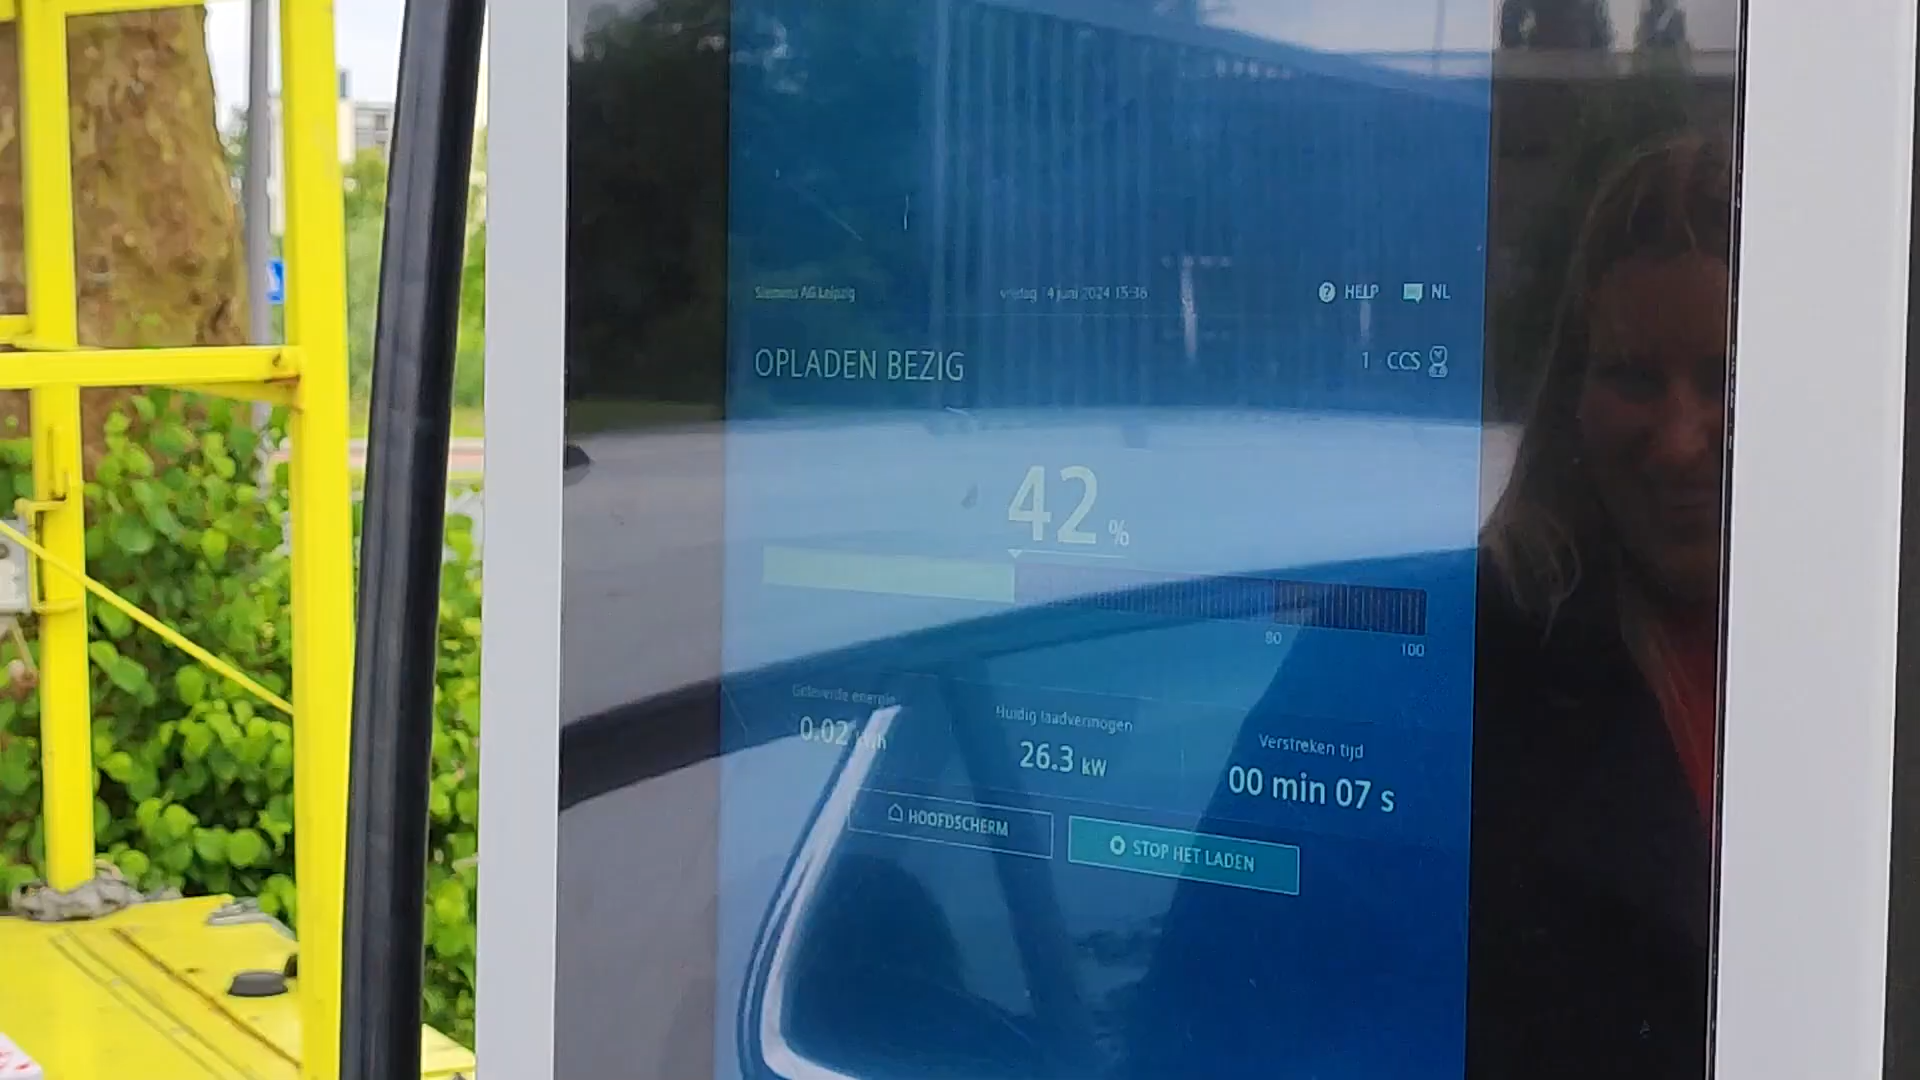 Siemens AG Leipzig
vrijdag 14 juni 2024 15:36
HELP
NL
OPLADEN BEZIG
1 CCS
42 %
80
100
Geleverde energie
0.02 kWh
Huidig laadvermogen
26.3 kW
Verstreken tijd
00 min 07 s
HOOFDSCHERM
STOP HET LADEN